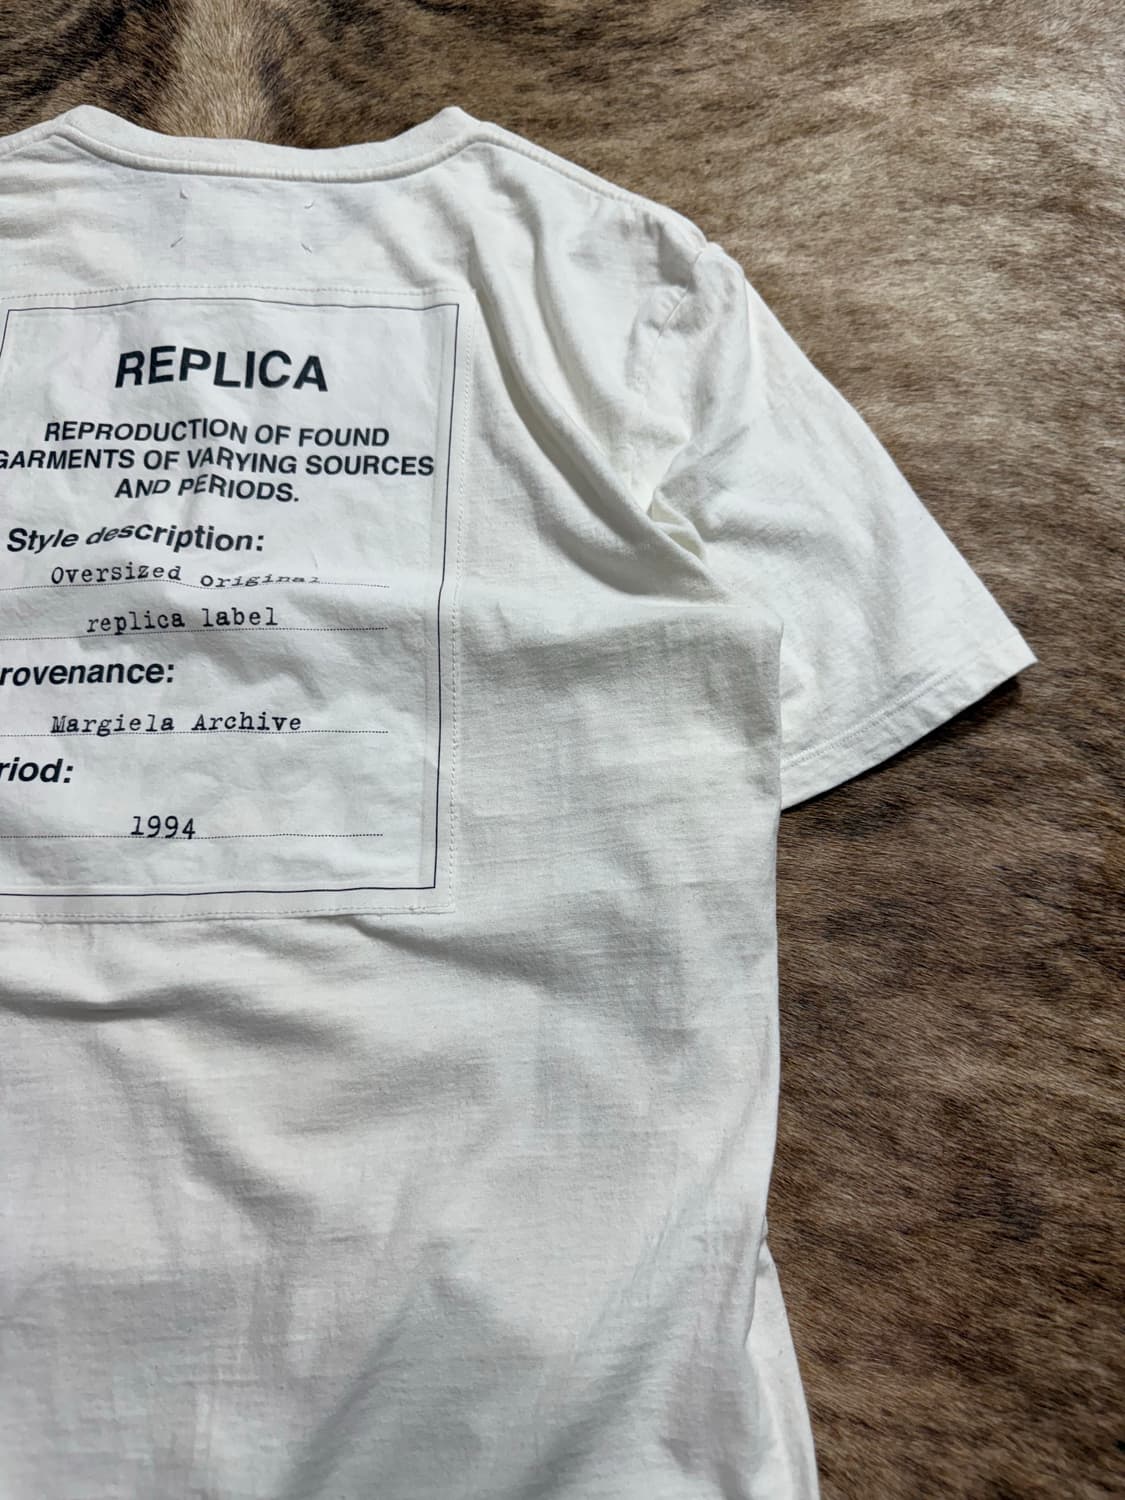 REPLICA
REPRODUCTION OF FOUND
GARMENTS OF VARYING SOURCES
AND PERIODS.
Style description:
Oversized original
replica label
rovenance:
Margiela Archive
riod:
1994